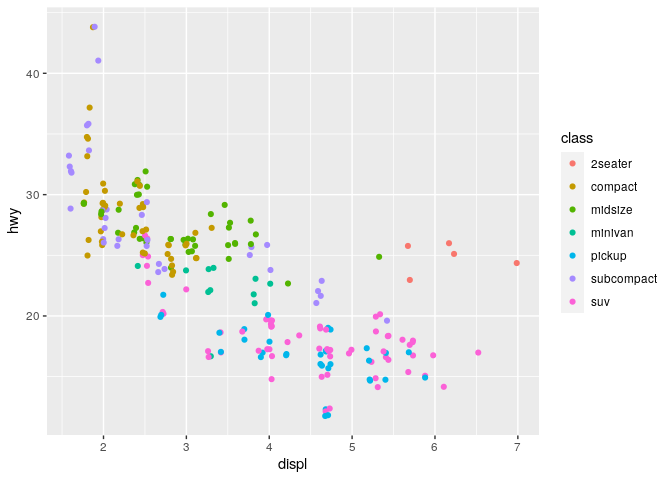 hwy
40
30
20
2
3
4
5
6
7
displ
class
2seater
compact
midsize
minivan
pickup
subcompact
suv